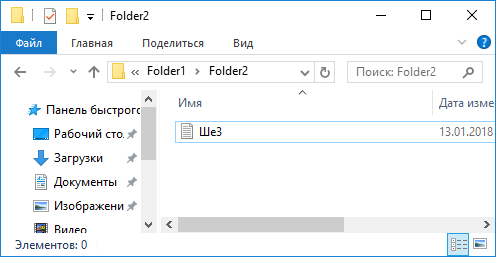 Folder2
Файл Главная Поделиться Вид
« Folder1 › Folder2
Поиск: Folder2
Имя Дата изме
Панель быстрого
Рабочий сто.
Загрузки
Документы
Изображени
Видео
Ше3 13.01.2018
Элементов: 0